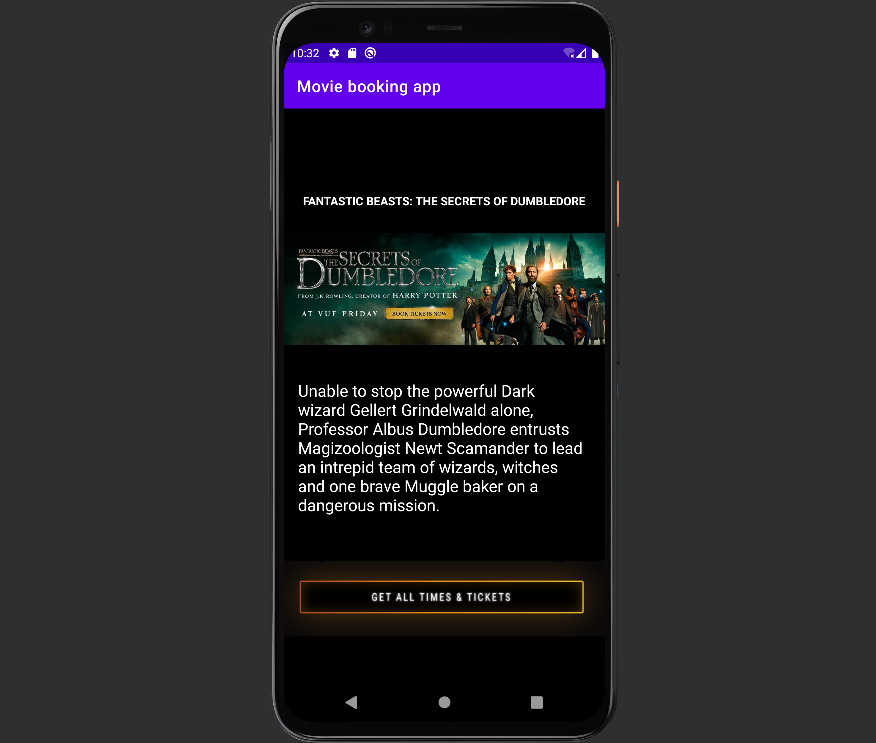 10:32
Movie booking app
FANTASTIC BEASTS: THE SECRETS OF DUMBLEDORE
FANTASTIC BEASTS
THE SECRETS OF
DUMBLEDORE
FROM J.K. ROWLING, CREATOR OF HARRY POTTER
AT VUE FRIDAY BOOK TICKETS NOW
Unable to stop the powerful Dark
wizard Gellert Grindelwald alone,
Professor Albus Dumbledore entrusts
Magizoologist Newt Scamander to lead
an intrepid team of wizards, witches
and one brave Muggle baker on a
dangerous mission.
GET ALL TIMES & TICKETS